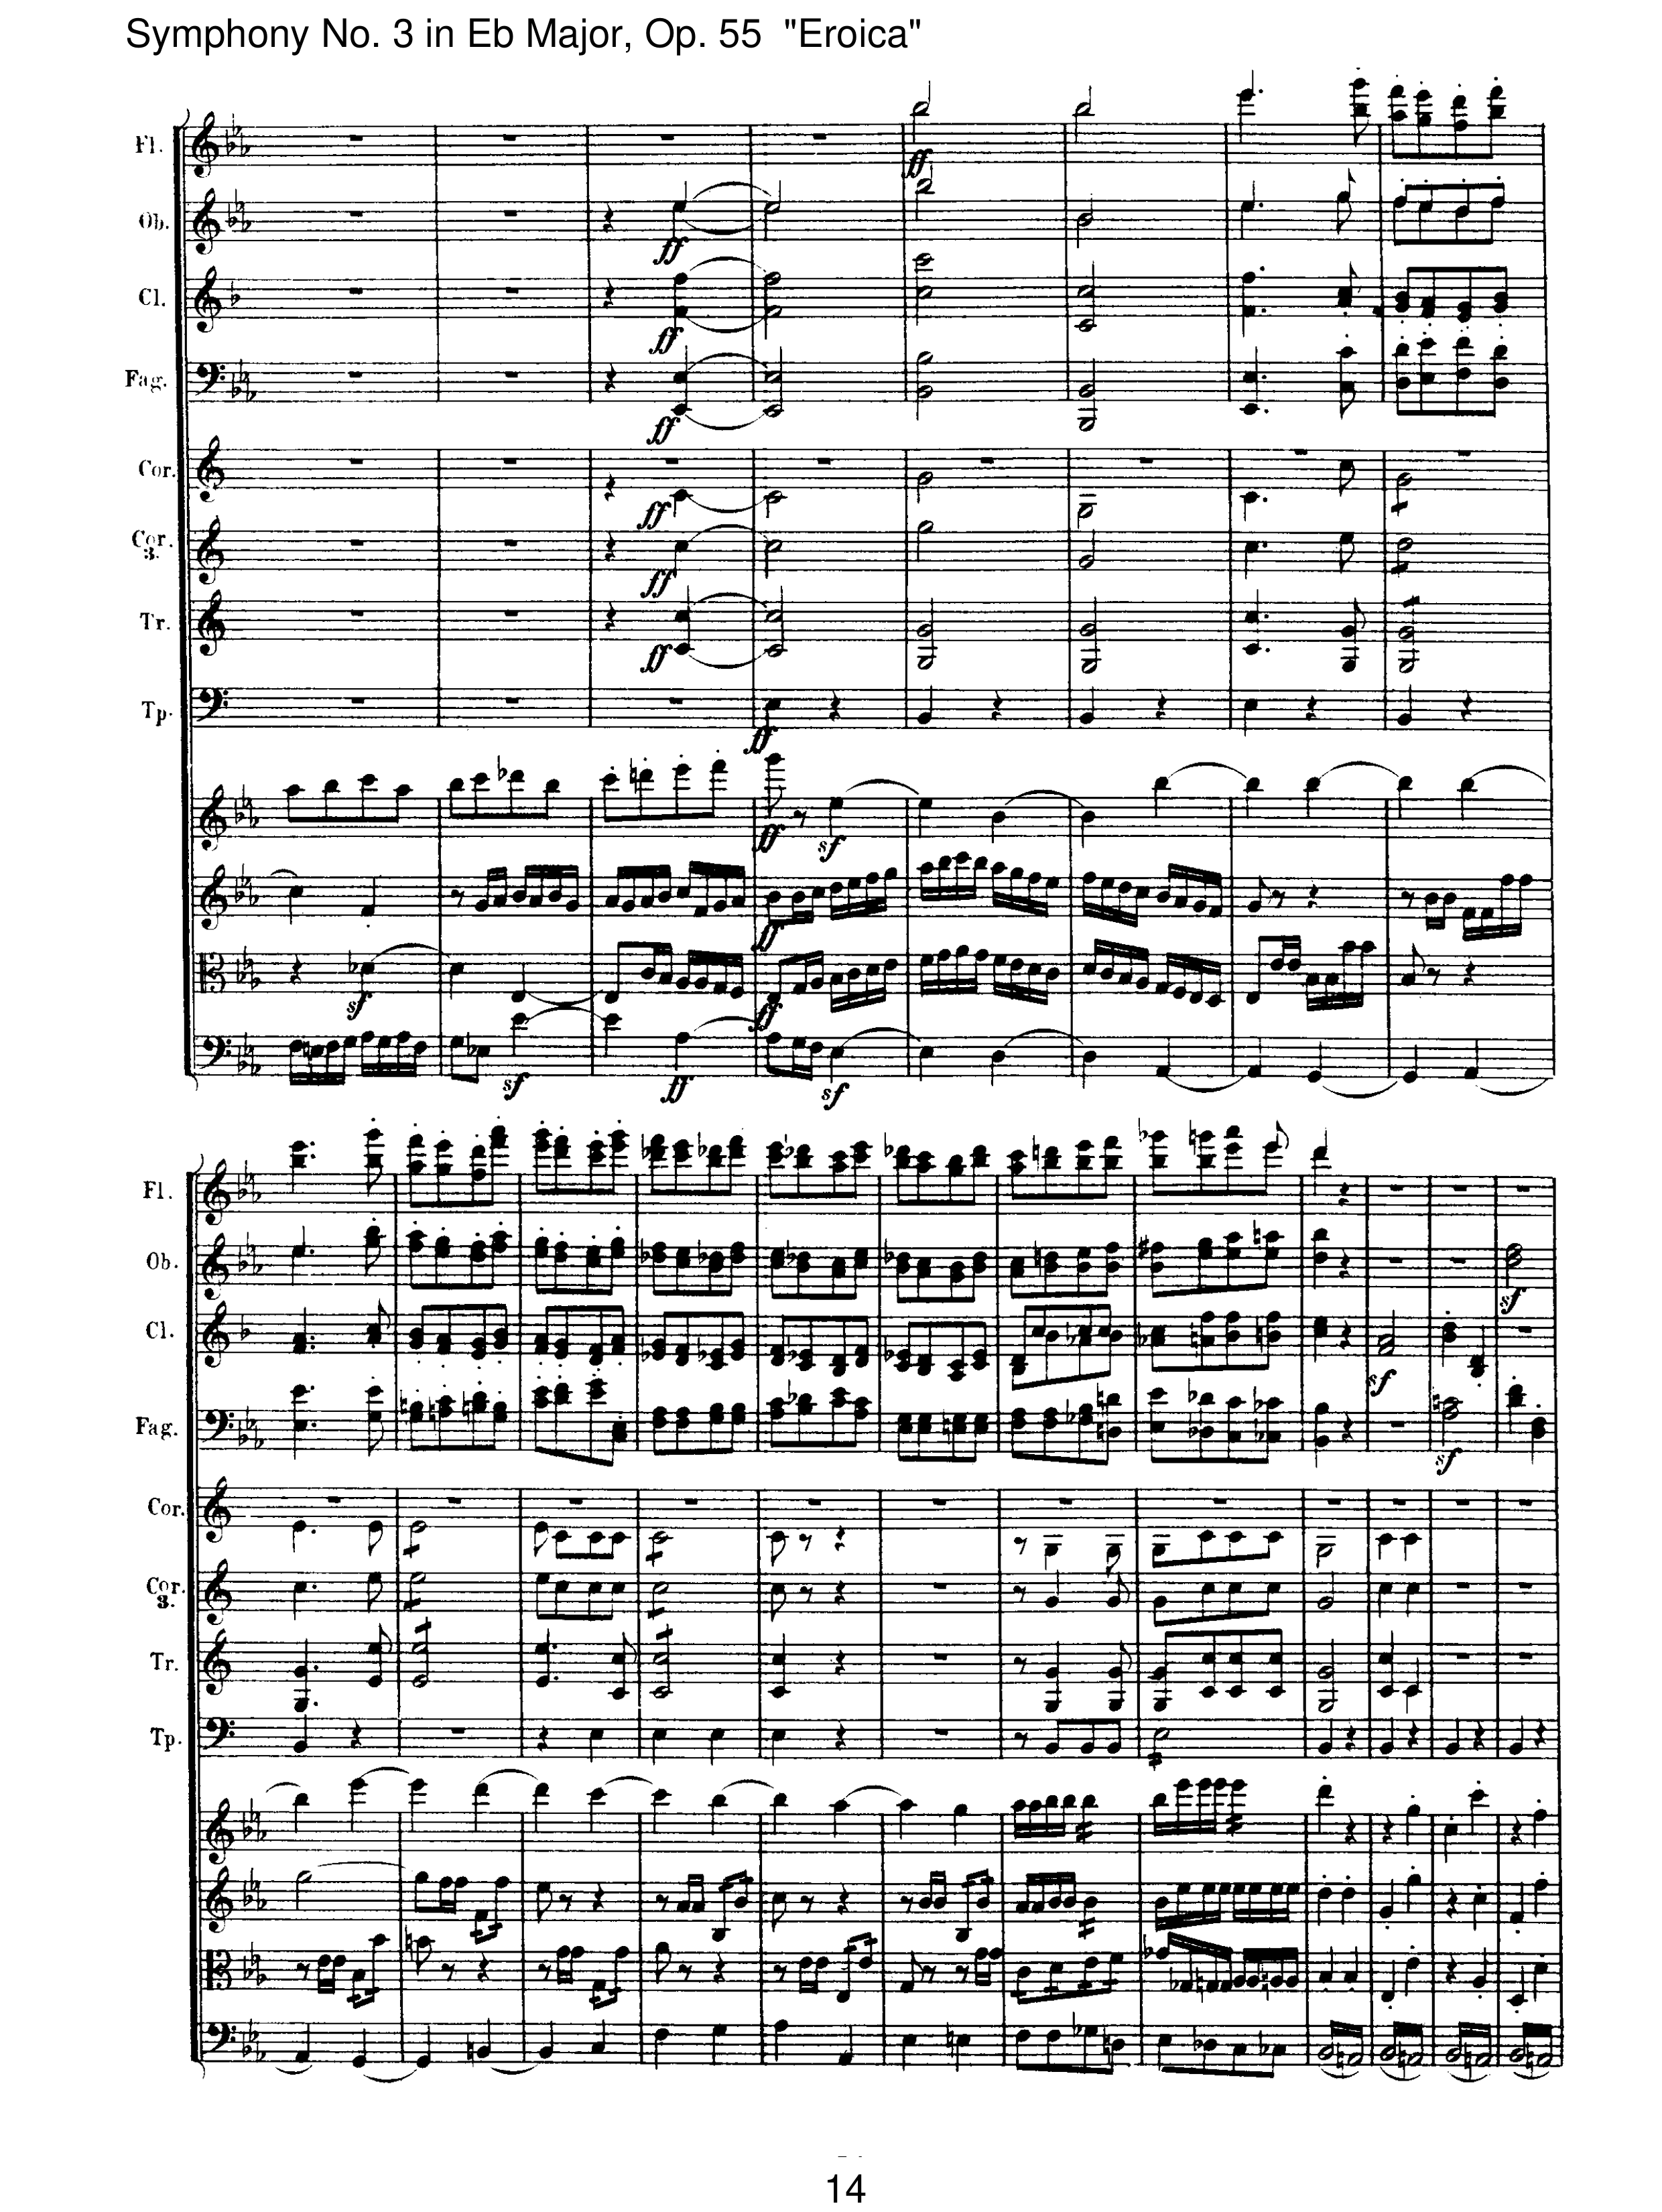 Symphony No. 3 in Eb Major, Op. 55 "Eroica"
Fl.
ff
Ob.
ff
Cl.
ff
Fag.
ff
Cor.
ff
Cor.
3.
ff
Tr.
ff
Tp.
ff
ff sf
ff
sf ff
sf ff sf
Fl.
Ob.
sf
Cl.
sf
Fag.
sf
Cor.
Cor.
3.
Tr.
Tp.
14